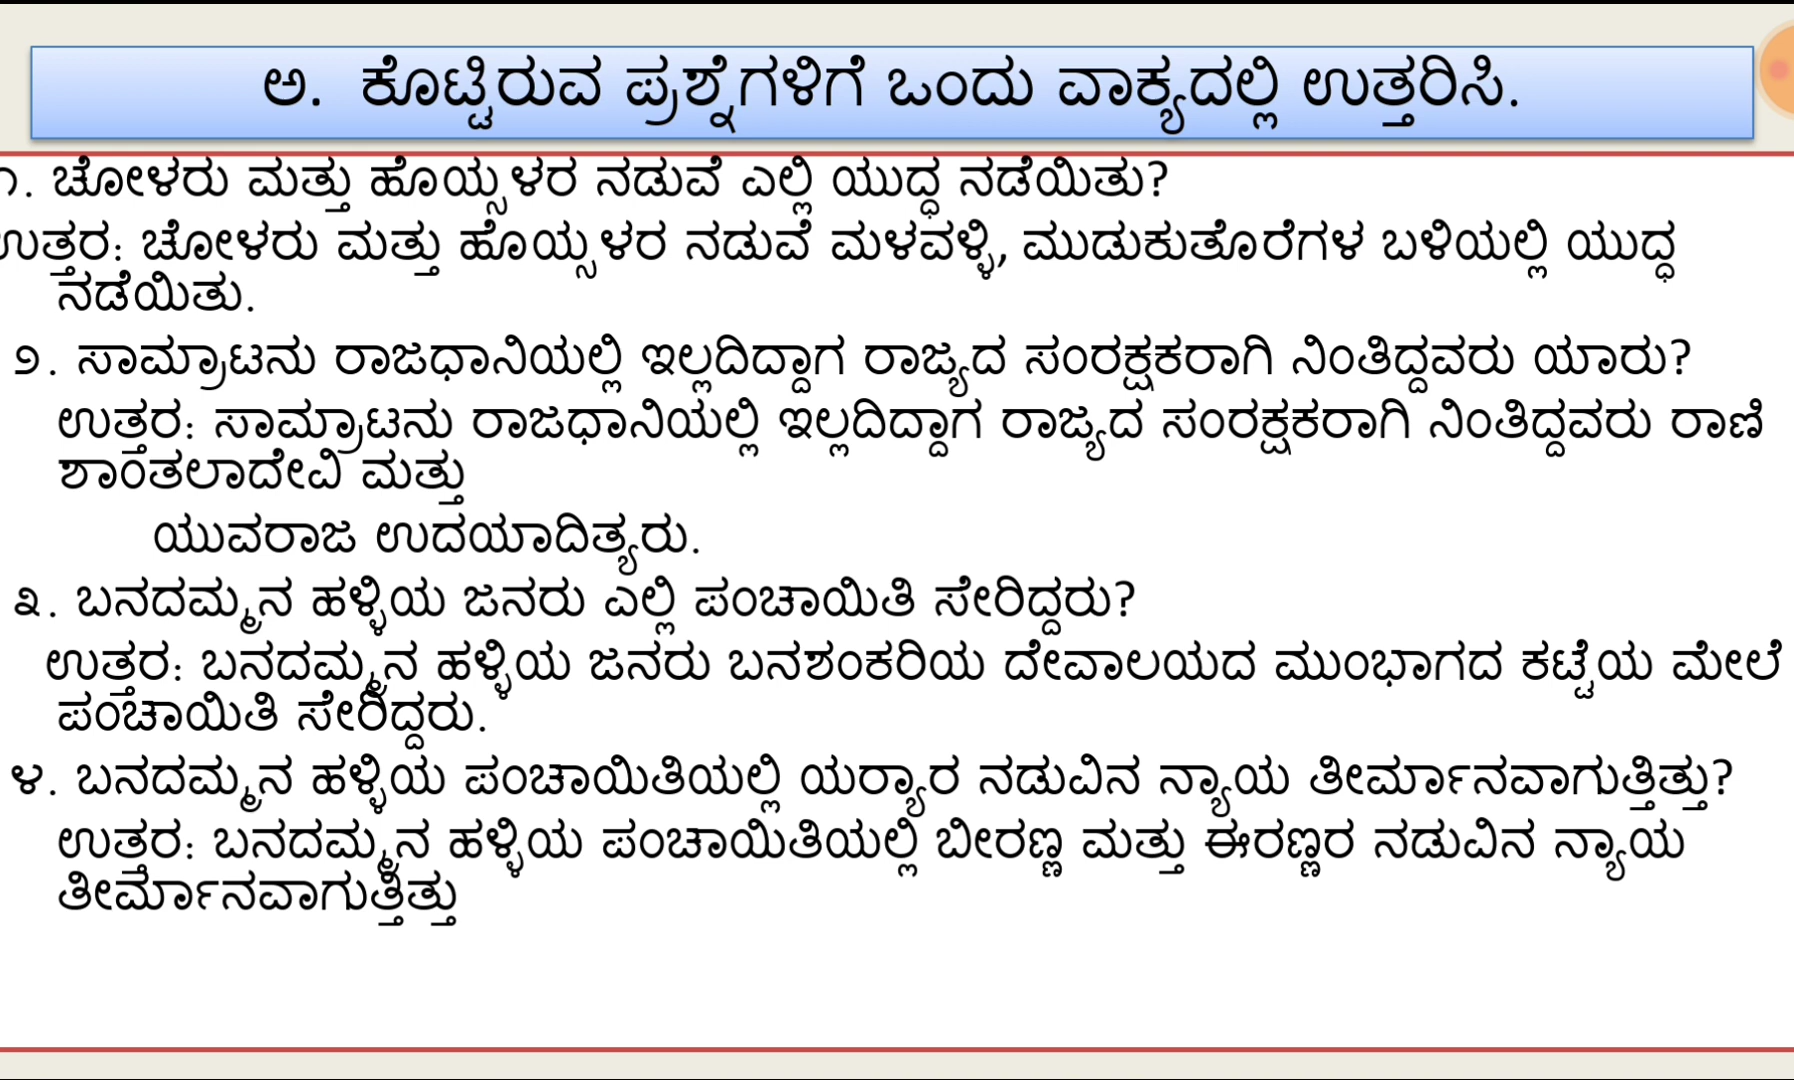 ಅ. ಕೊಟ್ಟಿರುವ ಪ್ರಶ್ನೆಗಳಿಗೆ ಒಂದು ವಾಕ್ಯದಲ್ಲಿ ಉತ್ತರಿಸಿ.
೧. ಚೋಳರು ಮತ್ತು ಹೊಯ್ಸಳರ ನಡುವೆ ಎಲ್ಲಿ ಯುದ್ಧ ನಡೆಯಿತು?
ಉತ್ತರ: ಚೋಳರು ಮತ್ತು ಹೊಯ್ಸಳರ ನಡುವೆ ಮಳವಳ್ಳಿ, ಮುಡುಕುತೊರೆಗಳ ಬಳಿಯಲ್ಲಿ ಯುದ್ಧ
ನಡೆಯಿತು.
೨. ಸಾಮ್ರಾಟನು ರಾಜಧಾನಿಯಲ್ಲಿ ಇಲ್ಲದಿದ್ದಾಗ ರಾಜ್ಯದ ಸಂರಕ್ಷಕರಾಗಿ ನಿಂತಿದ್ದವರು ಯಾರು?
ಉತ್ತರ: ಸಾಮ್ರಾಟನು ರಾಜಧಾನಿಯಲ್ಲಿ ಇಲ್ಲದಿದ್ದಾಗ ರಾಜ್ಯದ ಸಂರಕ್ಷಕರಾಗಿ ನಿಂತಿದ್ದವರು ರಾಣಿ
ಶಾಂತಲಾದೇವಿ ಮತ್ತು
ಯುವರಾಜ ಉದಯಾದಿತ್ಯರು.
೩. ಬನದಮ್ಮನ ಹಳ್ಳಿಯ ಜನರು ಎಲ್ಲಿ ಪಂಚಾಯಿತಿ ಸೇರಿದ್ದರು?
ಉತ್ತರ: ಬನದಮ್ಮನ ಹಳ್ಳಿಯ ಜನರು ಬನಶಂಕರಿಯ ದೇವಾಲಯದ ಮುಂಭಾಗದ ಕಟ್ಟೆಯ ಮೇಲೆ
ಪಂಚಾಯಿತಿ ಸೇರಿದ್ದರು.
೪. ಬನದಮ್ಮನ ಹಳ್ಳಿಯ ಪಂಚಾಯಿತಿಯಲ್ಲಿ ಯಾರ‍್ಯಾರ ನಡುವಿನ ನ್ಯಾಯ ತೀರ್ಮಾನವಾಗುತ್ತಿತ್ತು?
ಉತ್ತರ: ಬನದಮ್ಮನ ಹಳ್ಳಿಯ ಪಂಚಾಯಿತಿಯಲ್ಲಿ ಬೀರಣ್ಣ ಮತ್ತು ಈರಣ್ಣರ ನಡುವಿನ ನ್ಯಾಯ
ತೀರ್ಮಾನವಾಗುತ್ತಿತ್ತು